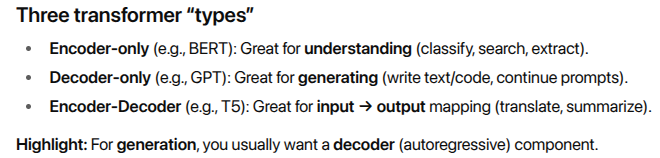 Three transformer “types”
• Encoder-only (e.g., BERT): Great for understanding (classify, search, extract).
• Decoder-only (e.g., GPT): Great for generating (write text/code, continue prompts).
• Encoder-Decoder (e.g., T5): Great for input → output mapping (translate, summarize).
Highlight: For generation, you usually want a decoder (autoregressive) component.